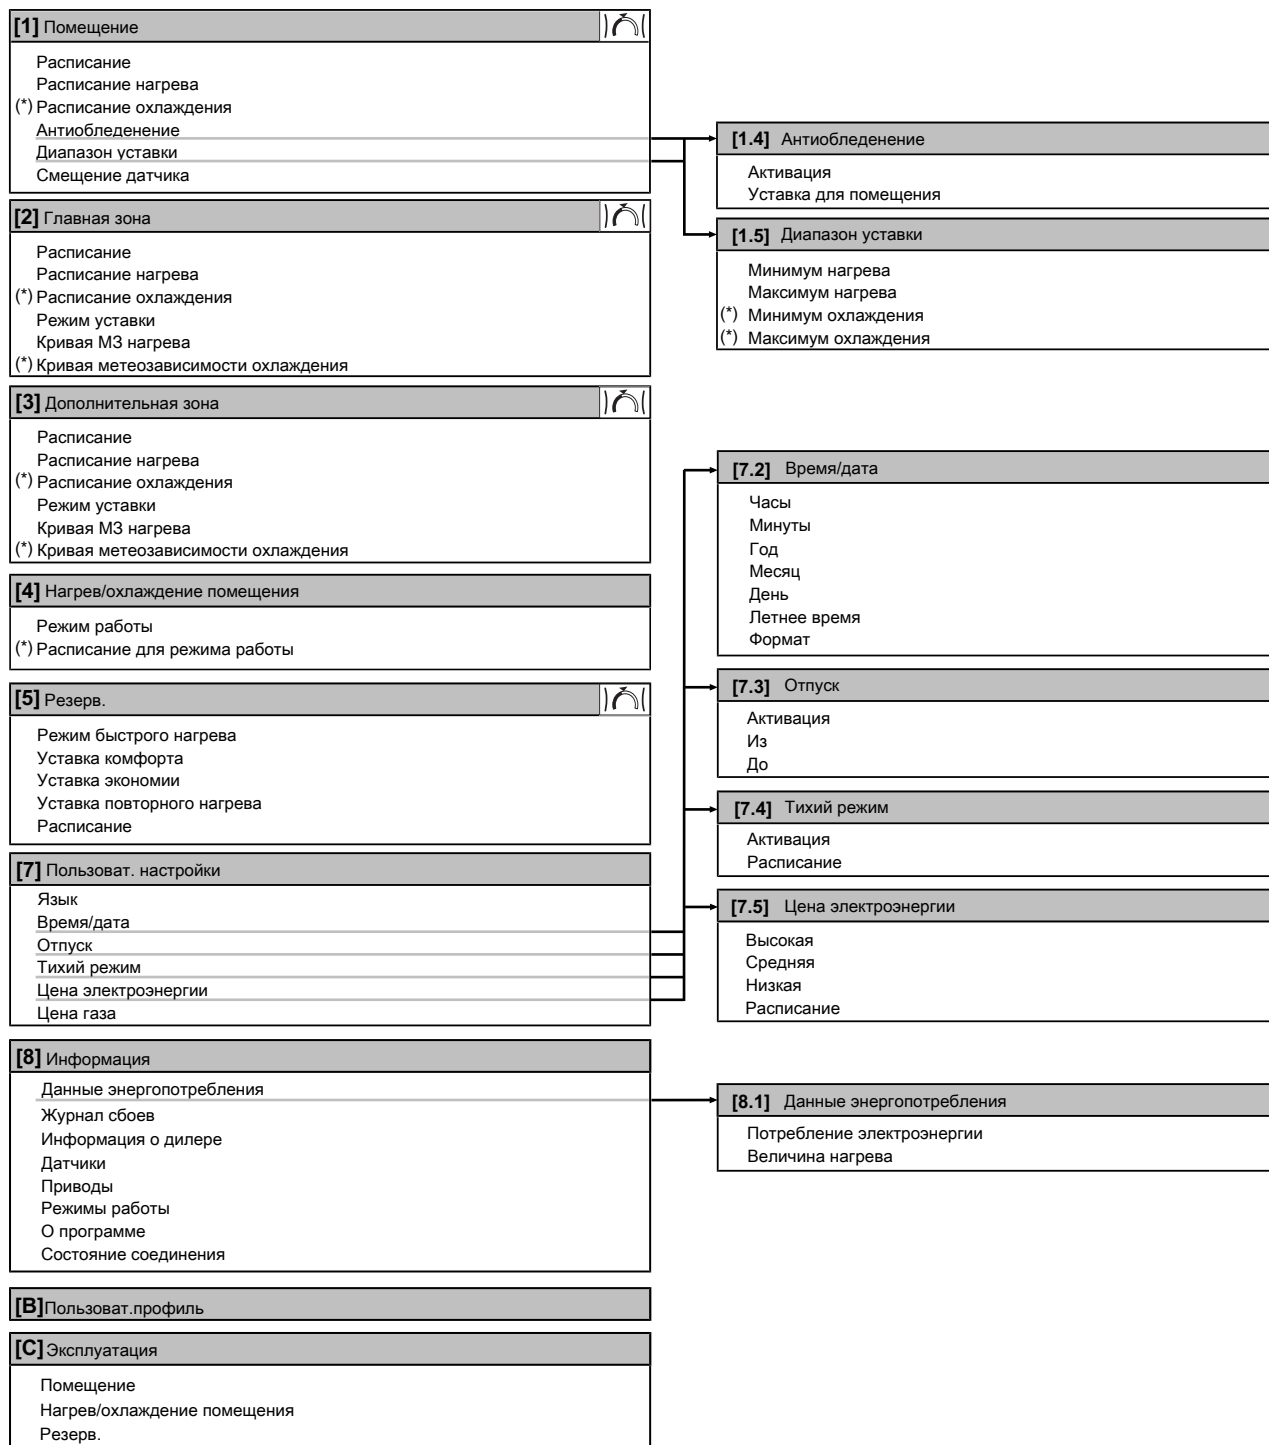 [1] Помещение
Расписание
Расписание нагрева
(*) Расписание охлаждения
Антиобледенение
Диапазон уставки
Смещение датчика
[2] Главная зона
Расписание
Расписание нагрева
(*) Расписание охлаждения
Режим уставки
Кривая МЗ нагрева
(*) Кривая метеозависимости охлаждения
[3] Дополнительная зона
Расписание
Расписание нагрева
(*) Расписание охлаждения
Режим уставки
Кривая МЗ нагрева
(*) Кривая метеозависимости охлаждения
[4] Нагрев/охлаждение помещения
Режим работы
(*) Расписание для режима работы
[5] Резерв.
Режим быстрого нагрева
Уставка комфорта
Уставка экономии
Уставка повторного нагрева
Расписание
[7] Пользоват. настройки
Язык
Время/дата
Отпуск
Тихий режим
Цена электроэнергии
Цена газа
[8] Информация
Данные энергопотребления
Журнал сбоев
Информация о дилере
Датчики
Приводы
Режимы работы
О программе
Состояние соединения
[B] Пользоват.профиль
[C] Эксплуатация
Помещение
Нагрев/охлаждение помещения
Резерв.
[1.4] Антиобледенение
Активация
Уставка для помещения
[1.5] Диапазон уставки
Минимум нагрева
Максимум нагрева
(*) Минимум охлаждения
(*) Максимум охлаждения
[7.2] Время/дата
Часы
Минуты
Год
Месяц
День
Летнее время
Формат
[7.3] Отпуск
Активация
Из
До
[7.4] Тихий режим
Активация
Расписание
[7.5] Цена электроэнергии
Высокая
Средняя
Низкая
Расписание
[8.1] Данные энергопотребления
Потребление электроэнергии
Величина нагрева